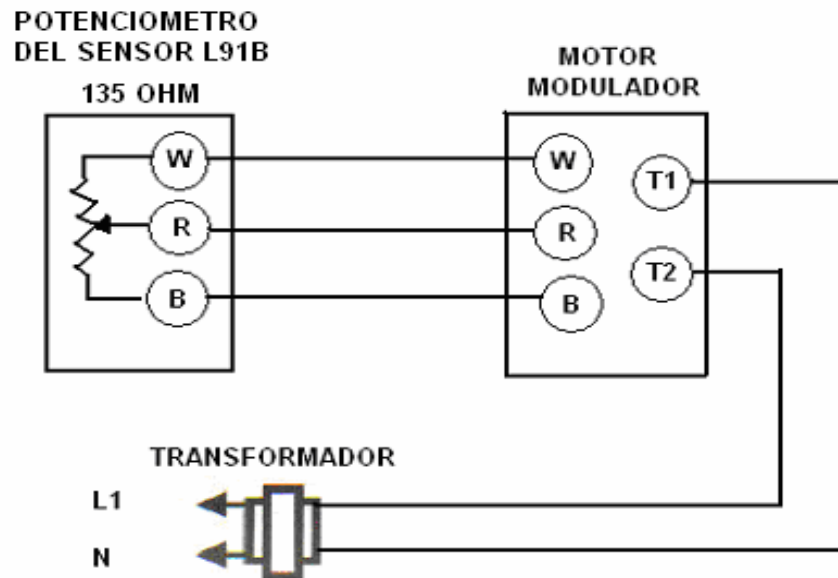 POTENCIOMETRO
DEL SENSOR L91B
135 OHM
MOTOR
MODULADOR
W
R
B
W
R
B
T1
T2
TRANSFORMADOR
L1
N